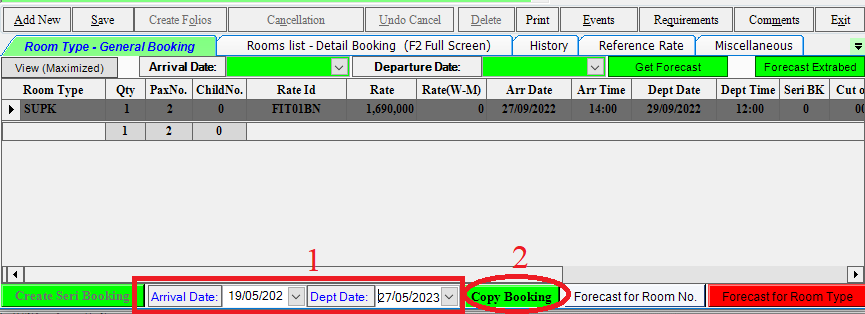 Add New Save Create Folios Cancellation Undo Cancel Delete Print Events Requirements Comments Exit
Room Type - General Booking Rooms list - Detail Booking (F2 Full Screen) History Reference Rate Miscellaneous
View (Maximized) Arrival Date: Departure Date: Get Forecast Forecast Extrabed
Room Type Qty PaxNo. ChildNo. Rate Id Rate Rate(W-M) Arr Date Arr Time Dept Date Dept Time Seri BK Cut o
SUPK 1 2 0 FIT01BN 1,690,000 0 27/09/2022 14:00 29/09/2022 12:00 0 00
1 2 0
1 2
Create Seri Booking Arrival Date: 19/05/202 Dept Date: 27/05/2023 Copy Booking Forecast for Room No. Forecast for Room Type